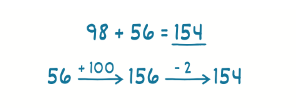 98 + 56 = 154
+100 -2
56 → 156 → 154